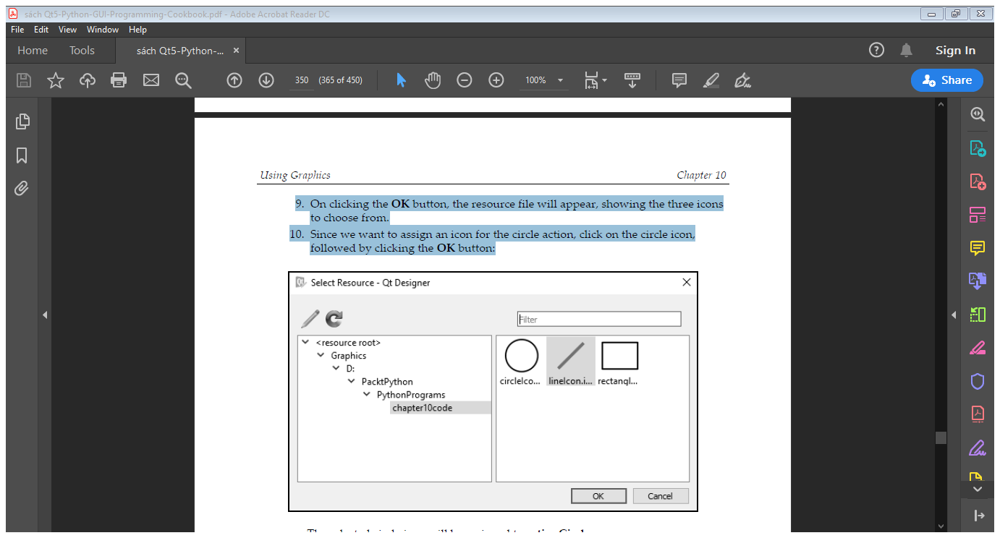 sách Qt5-Python-GUI-Programming-Cookbook.pdf - Adobe Acrobat Reader DC
File Edit View Window Help
Home Tools sách Qt5-Python-... × Sign In
350 (365 of 450) 100% Share
Using Graphics Chapter 10
9. On clicking the OK button, the resource file will appear, showing the three icons
to choose from.
10. Since we want to assign an icon for the circle action, click on the circle icon,
followed by clicking the OK button:
Select Resource - Qt Designer
Filter
<resource root>
Graphics
D:
PacktPython
PythonPrograms
chapter10code
circleIco... lineIcon.i... rectangl...
OK Cancel